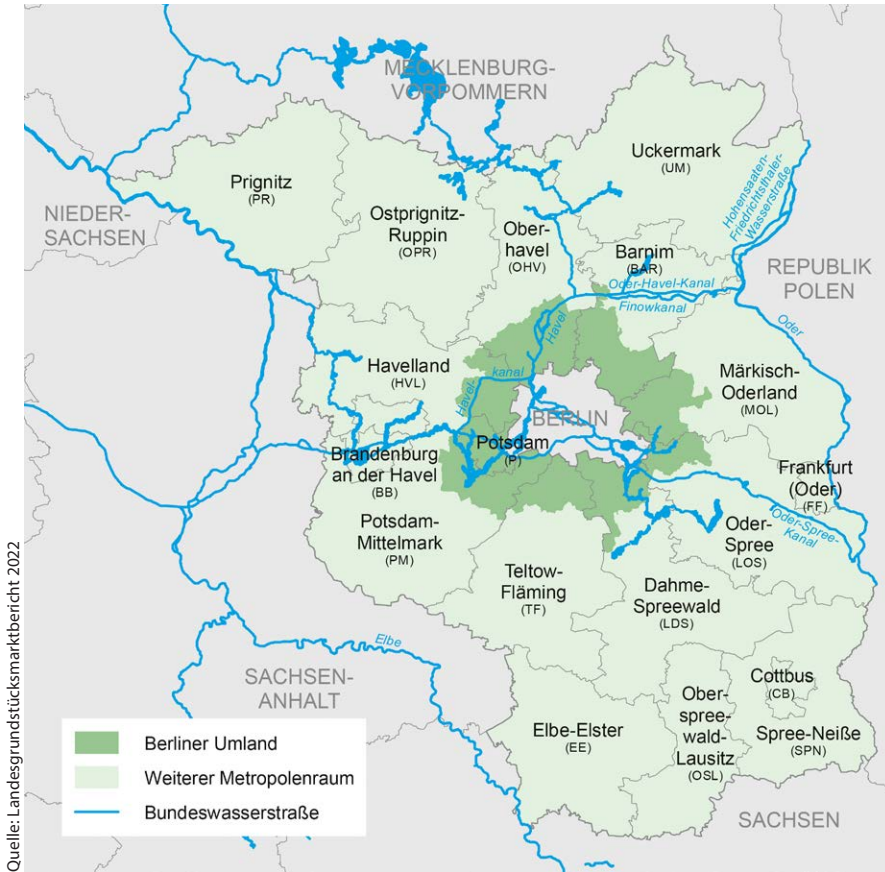 MECKLENBURG-
VORPOMMERN
Uckermark
(UM)
Prignitz
(PR)
Hohensaaten-
Friedrichsthaler-
Wasserstraße
NIEDER-
SACHSEN
Ostprignitz-
Ruppin
(OPR)
Ober-
havel
(OHV)
Barnim
(BAR)
REPUBLIK
POLEN
Oder-Havel-Kanal
Finowkanal
Oder
Havel
Havelland
(HVL)
Havel-
kanal
Märkisch-
Oderland
(MOL)
BERLIN
Potsdam
(P)
Brandenburg
an der Havel
(BB)
Frankfurt
(Oder)
(FF)
Potsdam-
Mittelmark
(PM)
Oder-
Spree
(LOS)
Oder-Spree-
Kanal
Teltow-
Fläming
(TF)
Dahme-
Spreewald
(LDS)
Elbe
SACHSEN-
ANHALT
Cottbus
(CB)
Ober-
spree-
wald-
Lausitz
(OSL)
Elbe-Elster
(EE)
Spree-Neiße
(SPN)
SACHSEN
Berliner Umland
Weiterer Metropolenraum
Bundeswasserstraße
Quelle: Landesgrundstücksmarktbericht 2022